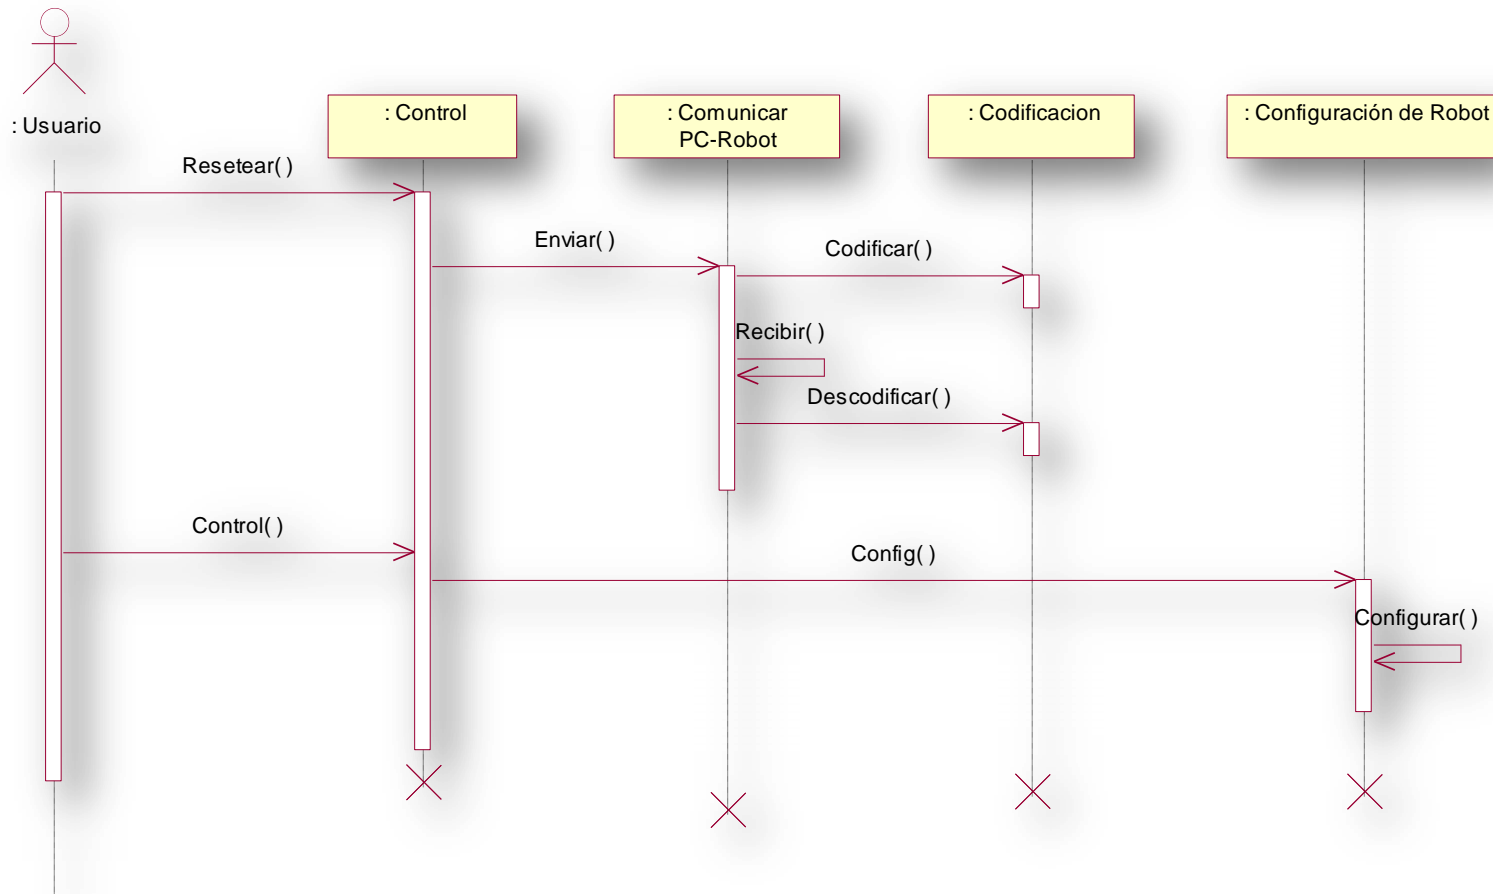 : Usuario
: Control
: Comunicar
PC-Robot
: Codificacion
: Configuración de Robot
Resetear( )
Enviar( )
Codificar( )
Recibir( )
Descodificar( )
Control( )
Config( )
Configurar( )